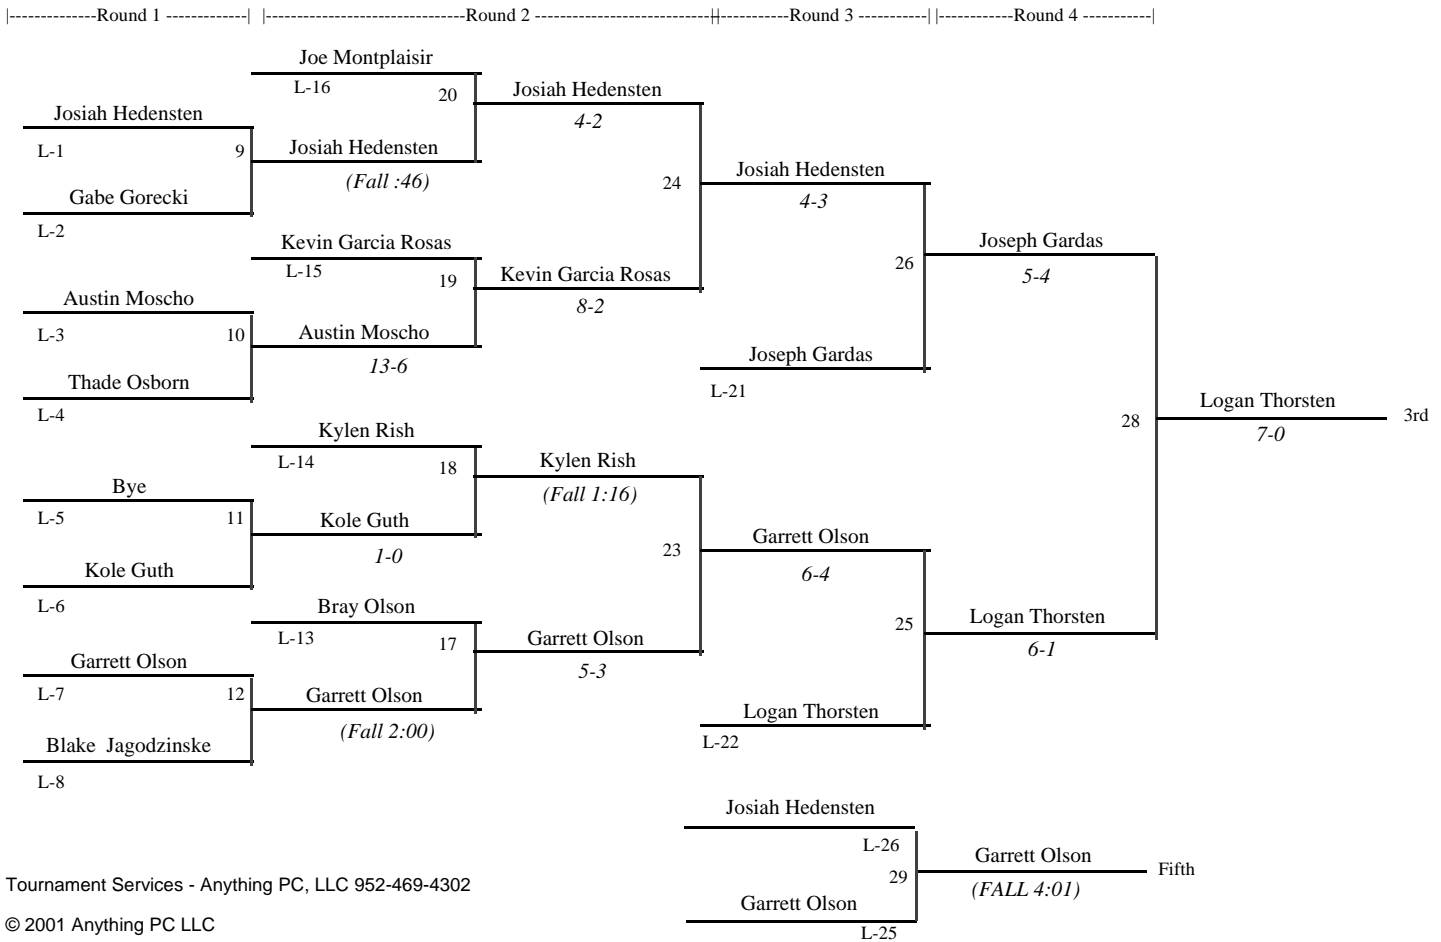 |--------------Round 1 -------------| |-----------------------------Round 2 --------------------------||-----------Round 3 ----------| |-----------Round 4 ----------|
Joe Montplaisir
L-16
20
Josiah Hedensten
4-2
Josiah Hedensten
L-1
9
Josiah Hedensten
(Fall :46)
Gabe Gorecki
L-2
24
Josiah Hedensten
4-3
Kevin Garcia Rosas
L-15
19
Kevin Garcia Rosas
8-2
Austin Moscho
L-3
10
Austin Moscho
13-6
Thade Osborn
L-4
26
Joseph Gardas
5-4
Joseph Gardas
L-21
28
Logan Thorsten
7-0
3rd
Kylen Rish
L-14
18
Kylen Rish
(Fall 1:16)
Bye
L-5
11
Kole Guth
1-0
Kole Guth
L-6
23
Garrett Olson
6-4
Bray Olson
L-13
17
Garrett Olson
5-3
Garrett Olson
L-7
12
Garrett Olson
(Fall 2:00)
Blake Jagodzinske
L-8
25
Logan Thorsten
6-1
Logan Thorsten
L-22
Josiah Hedensten
L-26
29
Garrett Olson
(FALL 4:01)
Fifth
Garrett Olson
L-25
Tournament Services - Anything PC, LLC 952-469-4302
© 2001 Anything PC LLC